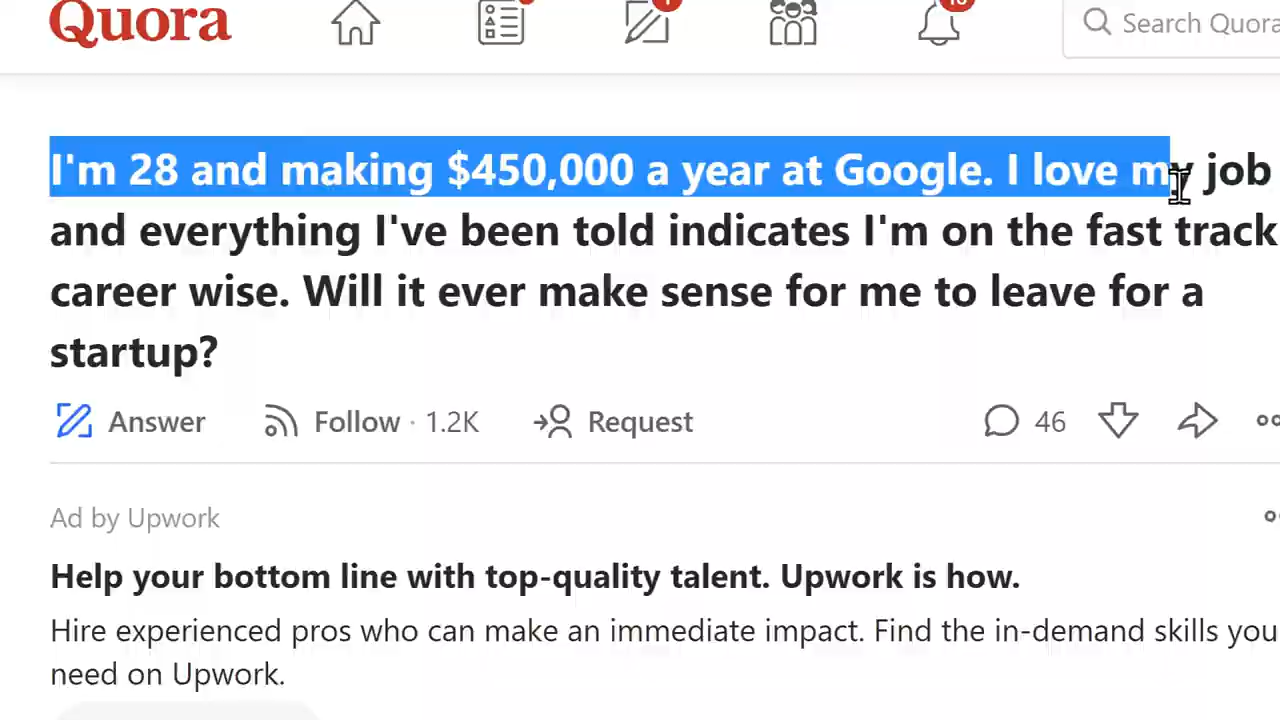 Quora
Search Quora
I'm 28 and making $450,000 a year at Google. I love my job
and everything I've been told indicates I'm on the fast track
career wise. Will it ever make sense for me to leave for a
startup?
Answer
Follow · 1.2K
Request
46
Ad by Upwork
Help your bottom line with top-quality talent. Upwork is how.
Hire experienced pros who can make an immediate impact. Find the in-demand skills you
need on Upwork.